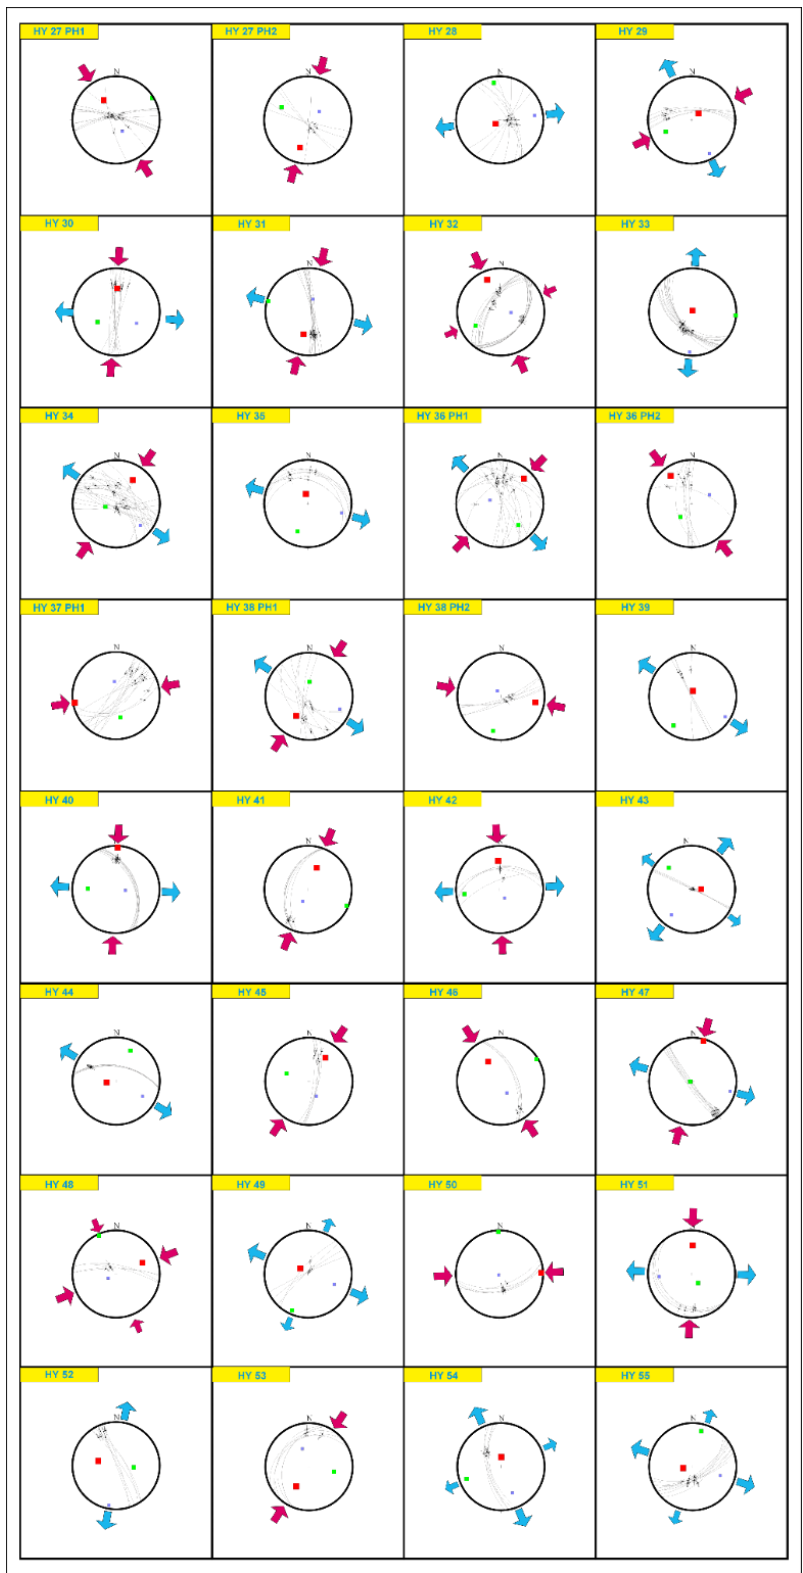 HY 27 PH1
HY 27 PH2
HY 28
HY 29
N
N
N
N
HY 30
HY 31
HY 32
HY 33
N
N
N
N
HY 34
HY 35
HY 36 PH1
HY 36 PH2
N
N
N
N
HY 37 PH1
HY 38 PH1
HY 38 PH2
HY 39
N
N
N
N
HY 40
HY 41
HY 42
HY 43
N
N
N
N
HY 44
HY 45
HY 46
HY 47
N
N
N
N
HY 48
HY 49
HY 50
HY 51
N
N
N
N
HY 52
HY 53
HY 54
HY 55
N
N
N
N